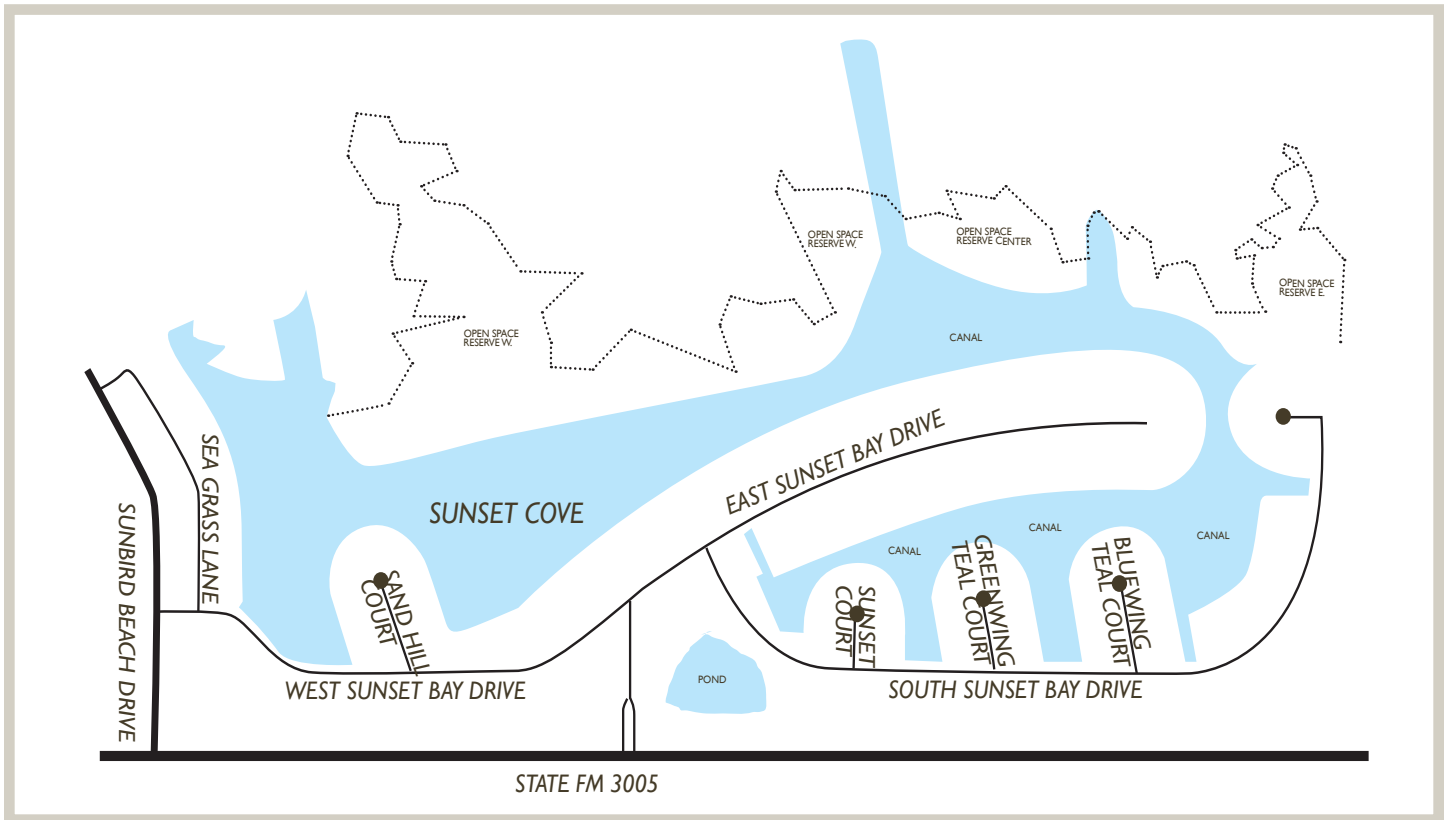 OPEN SPACE
RESERVE W.
OPEN SPACE
RESERVE CENTER
OPEN SPACE
RESERVE E.
OPEN SPACE
RESERVE W.
CANAL
EAST SUNSET BAY DRIVE
SEA GRASS LANE
SUNSET COVE
SUNBIRD BEACH DRIVE
CANAL
CANAL
CANAL
SAND HILL
COURT
SUNSET
COURT
GREENWING
TEAL COURT
BLUEWING
TEAL COURT
POND
WEST SUNSET BAY DRIVE
SOUTH SUNSET BAY DRIVE
STATE FM 3005